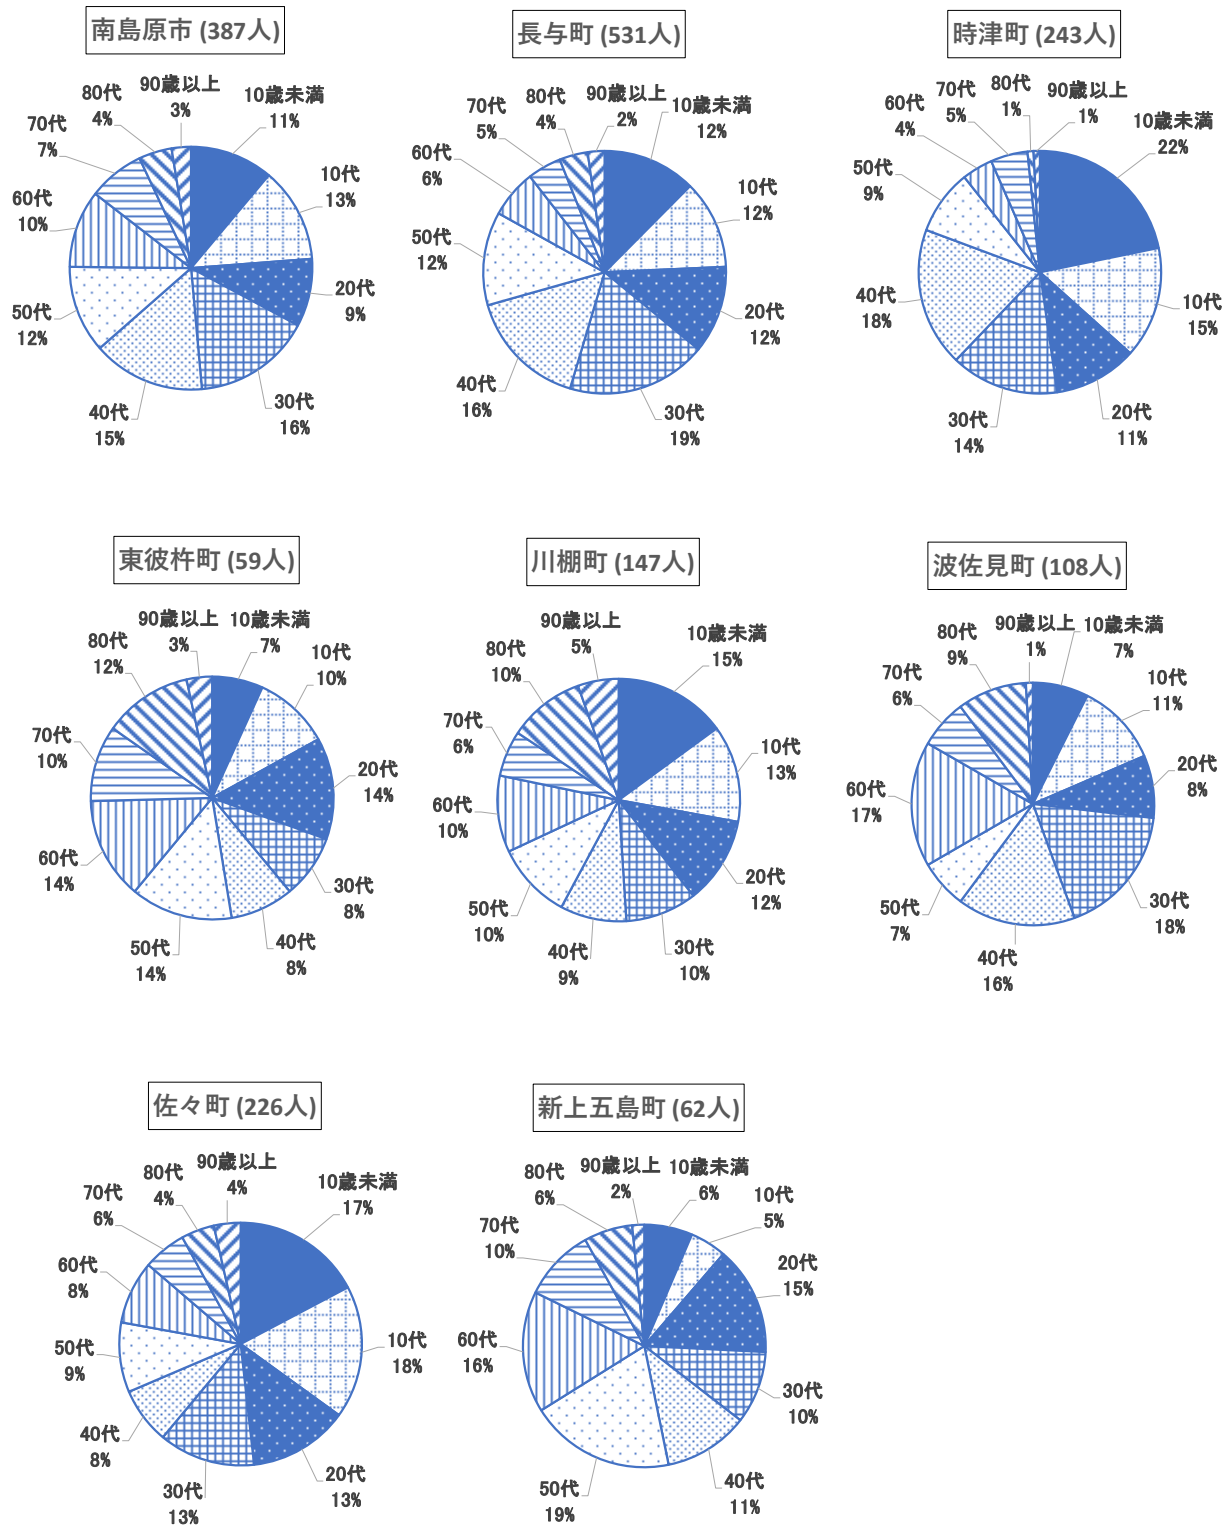 南島原市 (387人)
10歳未満
11%
10代
13%
20代
9%
30代
16%
40代
15%
50代
12%
60代
10%
70代
7%
80代
4%
90歳以上
3%
長与町 (531人)
10歳未満
12%
10代
12%
20代
12%
30代
19%
40代
16%
50代
12%
60代
6%
70代
5%
80代
4%
90歳以上
2%
時津町 (243人)
10歳未満
22%
10代
15%
20代
11%
30代
14%
40代
18%
50代
9%
60代
4%
70代
5%
80代
1%
90歳以上
1%
東彼杵町 (59人)
10歳未満
7%
10代
10%
20代
14%
30代
8%
40代
8%
50代
14%
60代
14%
70代
10%
80代
12%
90歳以上
3%
川棚町 (147人)
10歳未満
15%
10代
13%
20代
12%
30代
10%
40代
9%
50代
10%
60代
10%
70代
6%
80代
10%
90歳以上
5%
波佐見町 (108人)
10歳未満
7%
10代
11%
20代
8%
30代
18%
40代
16%
50代
7%
60代
17%
70代
6%
80代
9%
90歳以上
1%
佐々町 (226人)
10歳未満
17%
10代
18%
20代
13%
30代
13%
40代
8%
50代
9%
60代
8%
70代
6%
80代
4%
90歳以上
4%
新上五島町 (62人)
10歳未満
6%
10代
5%
20代
15%
30代
10%
40代
11%
50代
19%
60代
16%
70代
10%
80代
6%
90歳以上
2%